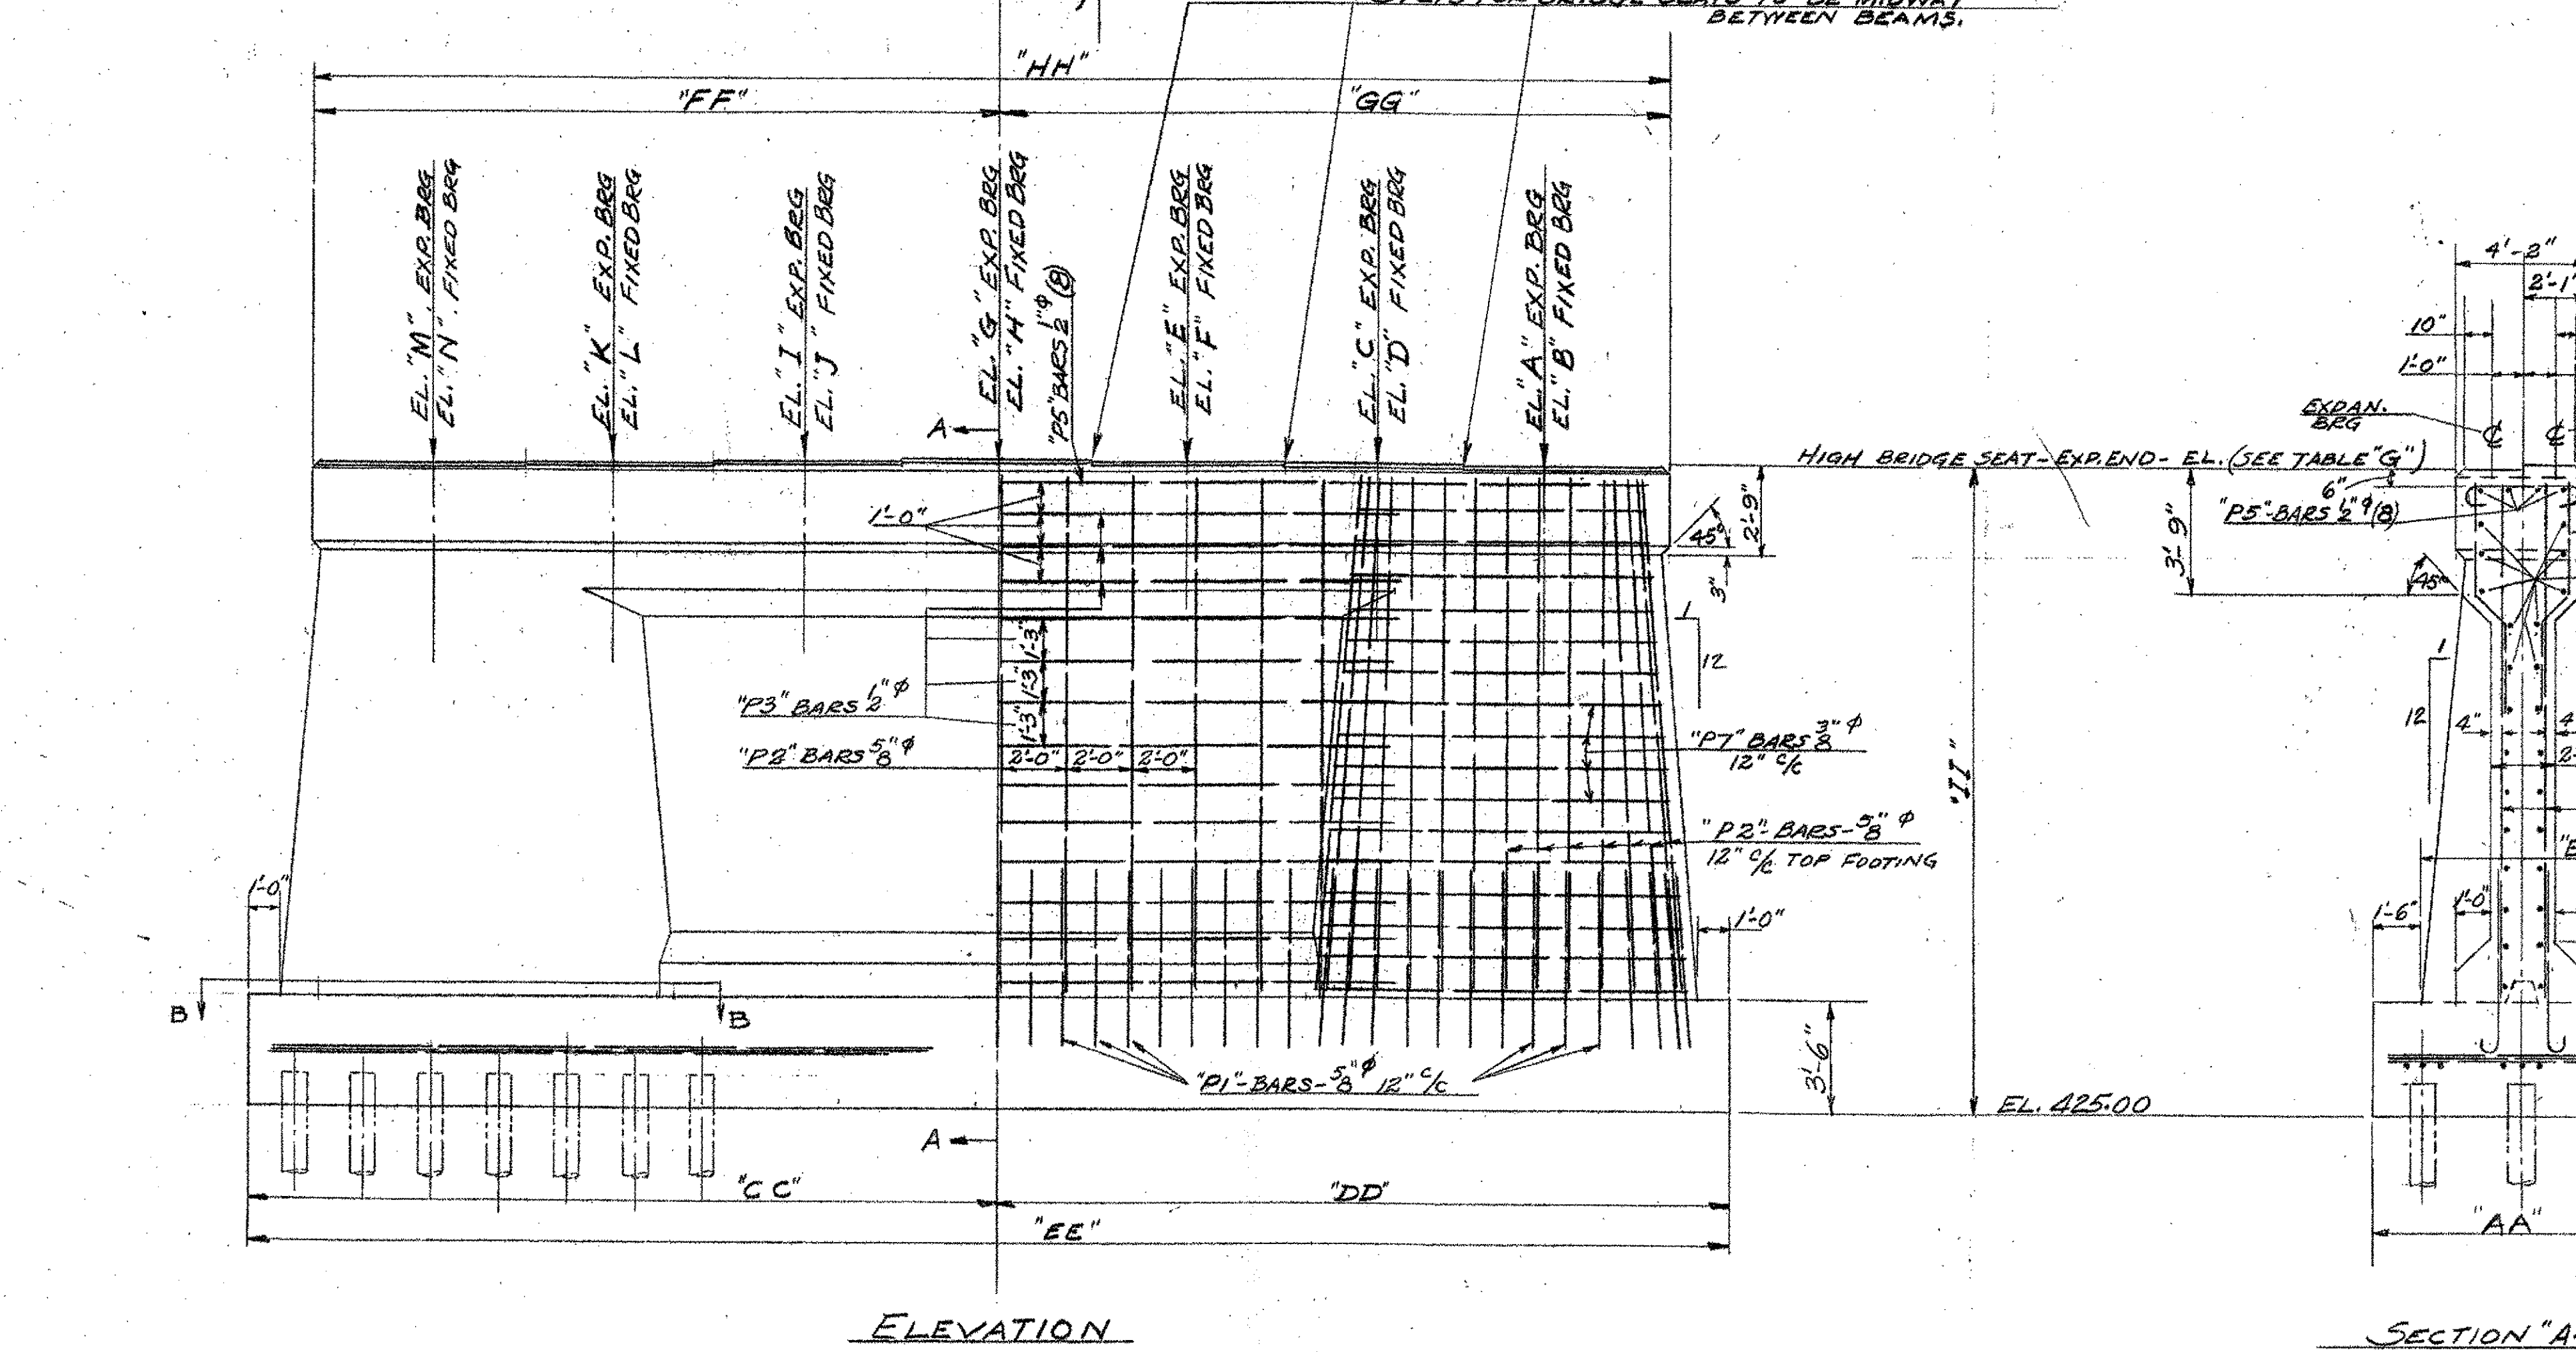 BETWEEN BEAMS.
"HH"
"FF"
"GG"
EL. "M". EXP. BRG
EL. "N". FIXED BRG
EL. "K" EXP. BRG
EL. "L" FIXED BRG
EL. "I" EXP. BRG
EL. "J" FIXED BRG
EL. "G" EXP. BRG
EL. "H" FIXED BRG
"P5" BARS 1/2" φ (8)
EL. "E" EXP. BRG
EL. "F" FIXED BRG
EL. "C" EXP. BRG
EL. "D" FIXED BRG
EL. "A" EXP. BRG
EL. "B" FIXED BRG
A
HIGH BRIDGE SEAT-EXP.END- EL. (SEE TABLE "G")
1'-0"
45°
2'-9"
3"
1
12
"P3" BARS 1/2" φ
1'-3"
1'-3"
1'-3"
"P2" BARS 5/8" φ
2'-0"
2'-0"
2'-0"
"P7" BARS 3/8" φ
12" c/c
"P2"- BARS-5/8" φ
12" c/c TOP FOOTING
1'-0"
1'-0"
B
B
"P1"-BARS-5/8" φ 12" c/c
3'-6"
"II"
EL. 425.00
A
"CC"
"DD"
"EE"
ELEVATION
4'-2"
2'-1"
10"
1'-0"
EXPAN.
BRG
℄
℄
6"
"P5"-BARS 1/2" φ (8)
3'-9"
45°
1
12
4"
4
2-
1'-6"
1'-0"
"AA"
SECTION "A-